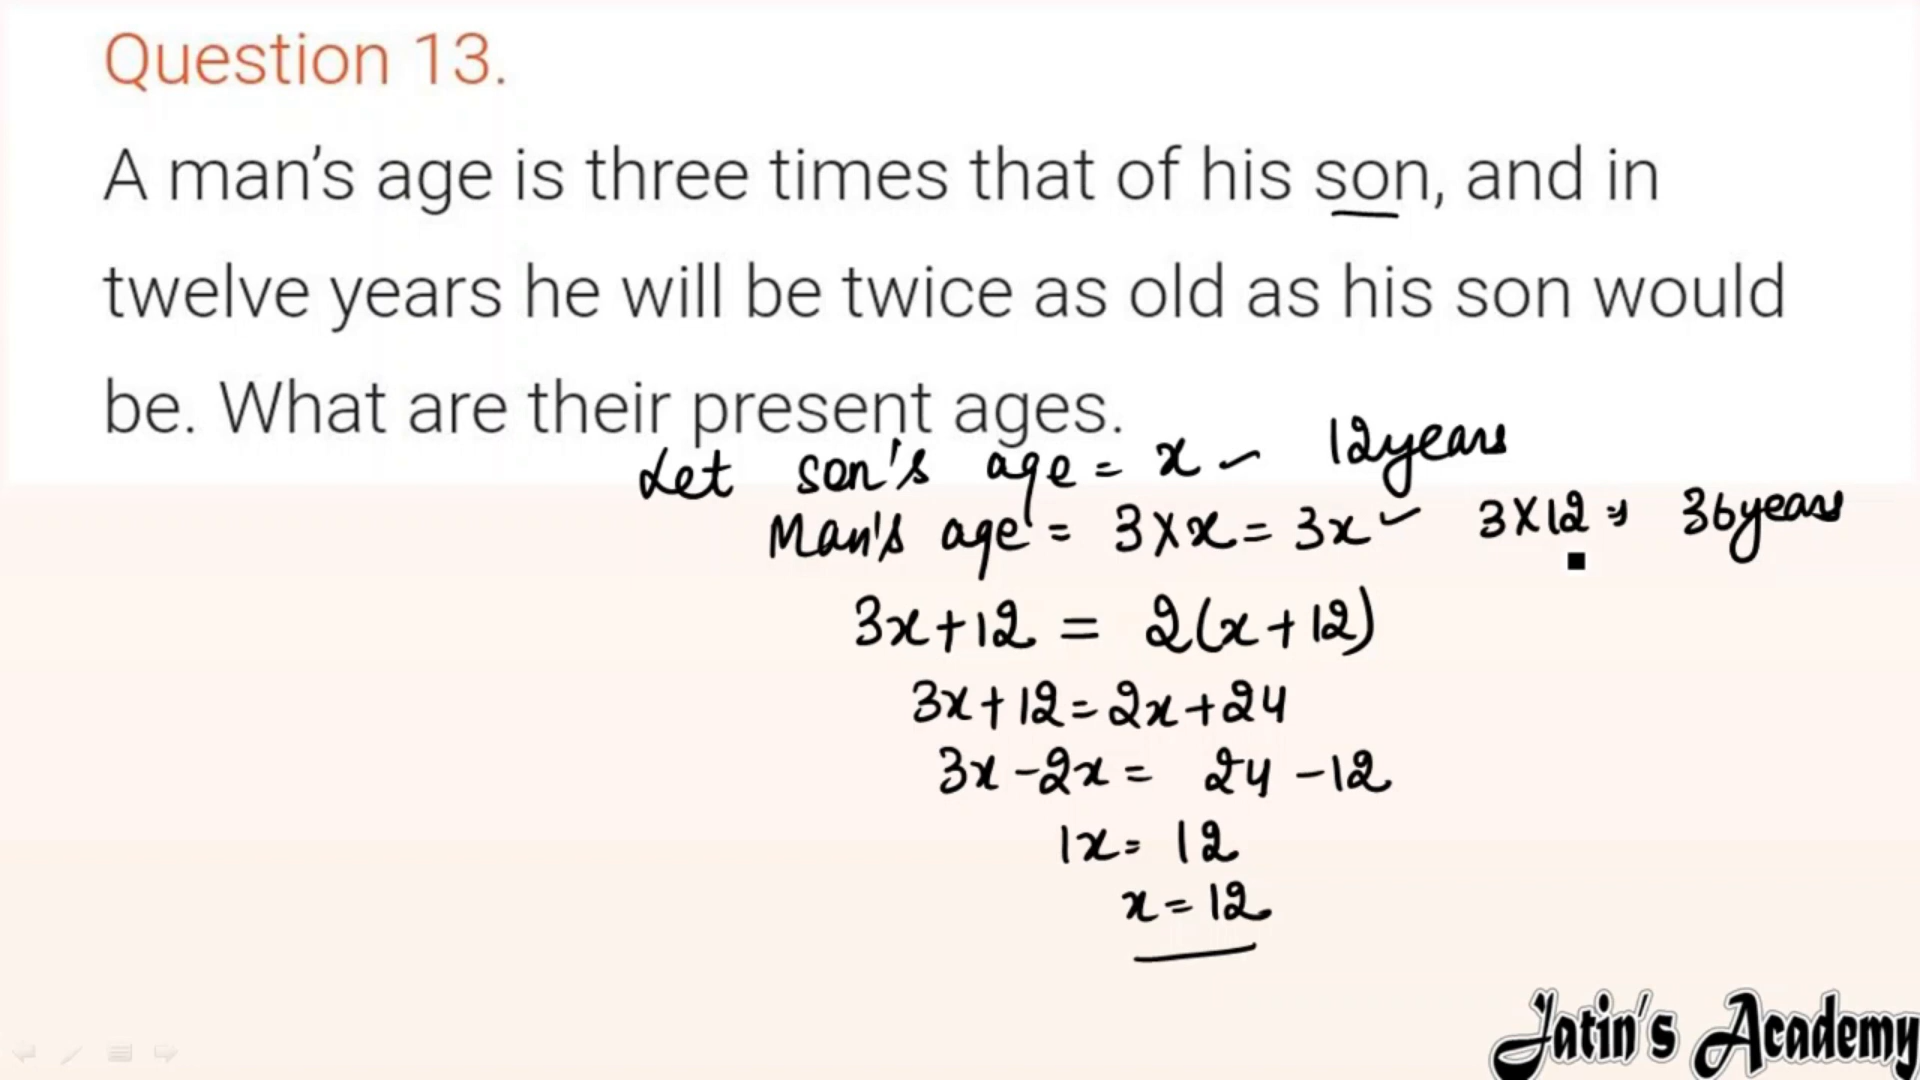 Question 13.
A man's age is three times that of his son, and in
twelve years he will be twice as old as his son would
be. What are their present ages.
Let son's age = x 12years
Man's age = 3 X x = 3x 3X12 = 36years
3x+12 = 2(x+12)
3x+12=2x+24
3x-2x= 24-12
1x= 12
x=12
Jatin's Academy